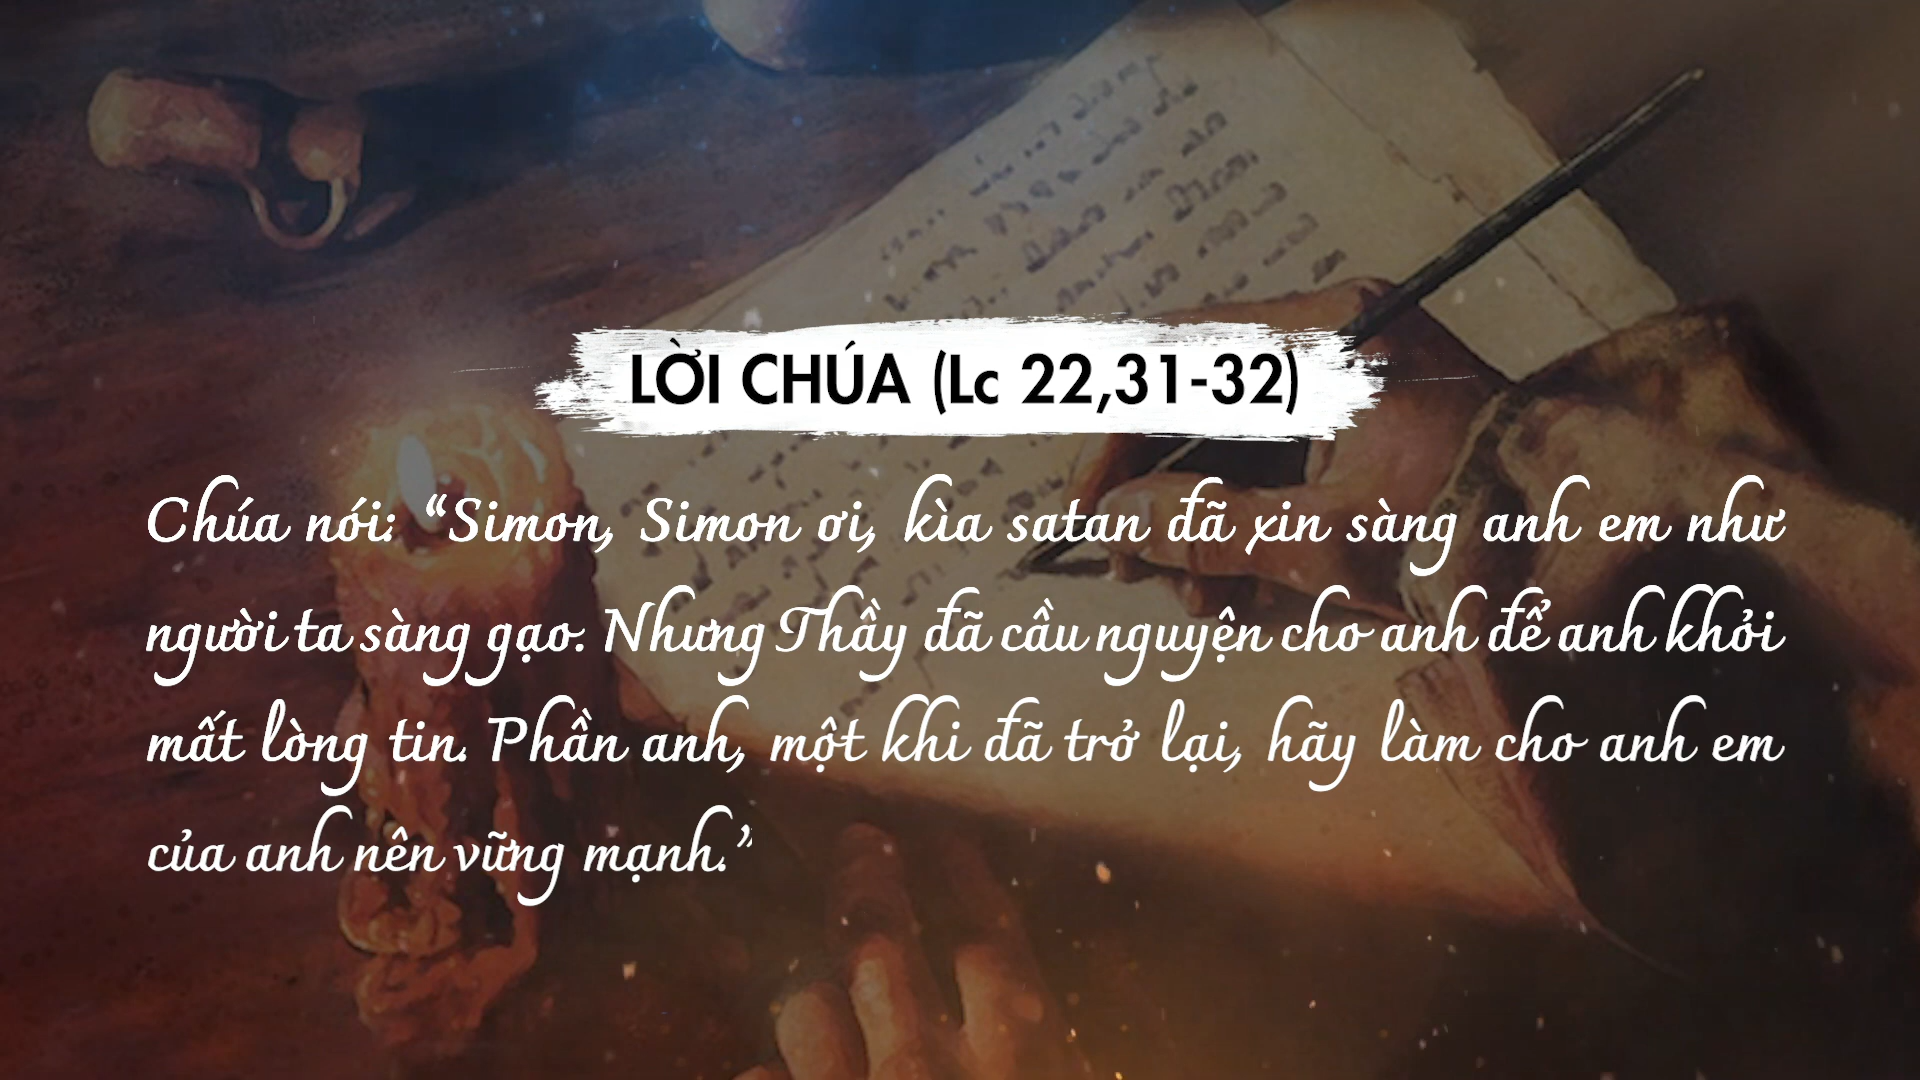 LỜI CHÚA (Lc 22,31-32)
Chúa nói: “Simon, Simon ơi, kìa satan đã xin sàng anh em như
người ta sàng gạo. Nhưng Thầy đã cầu nguyện cho anh để anh khỏi
mất lòng tin. Phần anh, một khi đã trở lại, hãy làm cho anh em
của anh nên vững mạnh.”